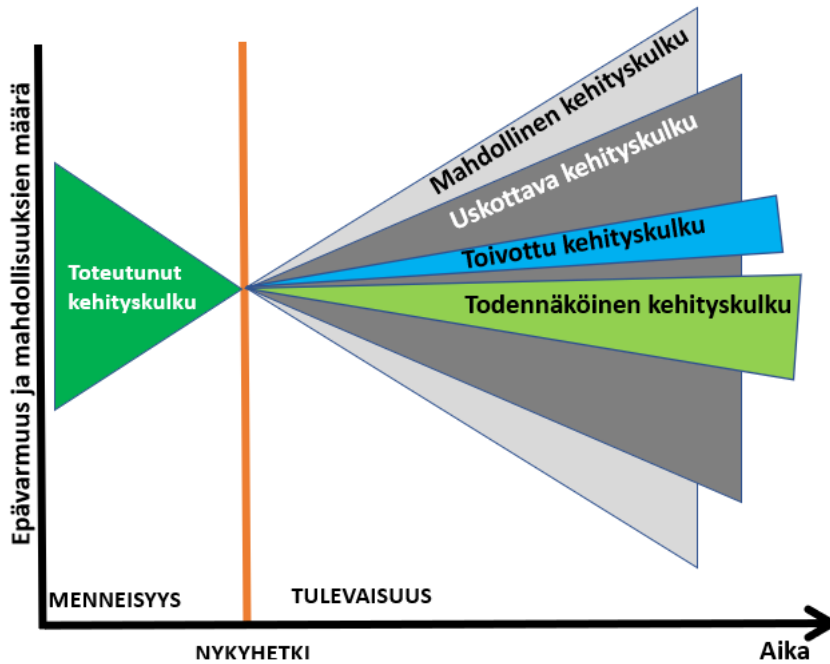 Epävarmuus ja mahdollisuuksien määrä
Mahdollinen kehityskulku
Uskottava kehityskulku
Toivottu kehityskulku
Toteutunut
kehityskulku
Todennäköinen kehityskulku
MENNEISYYS
TULEVAISUUS
NYKYHETKI
Aika